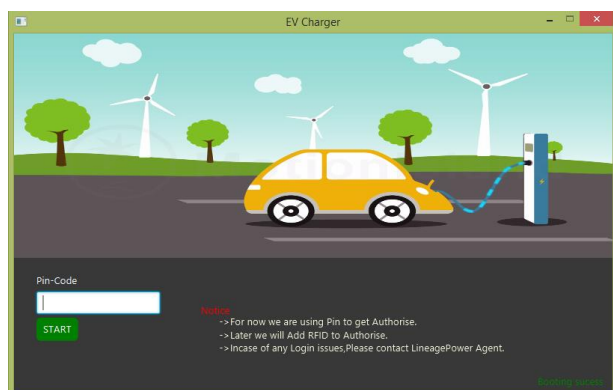 EV Charger
Pin-Code
START
Notice
->For now we are using Pin to get Authorise.
->Later we will Add RFID to Authorise.
->Incase of any Login issues,Please contact LineagePower Agent.
Booting